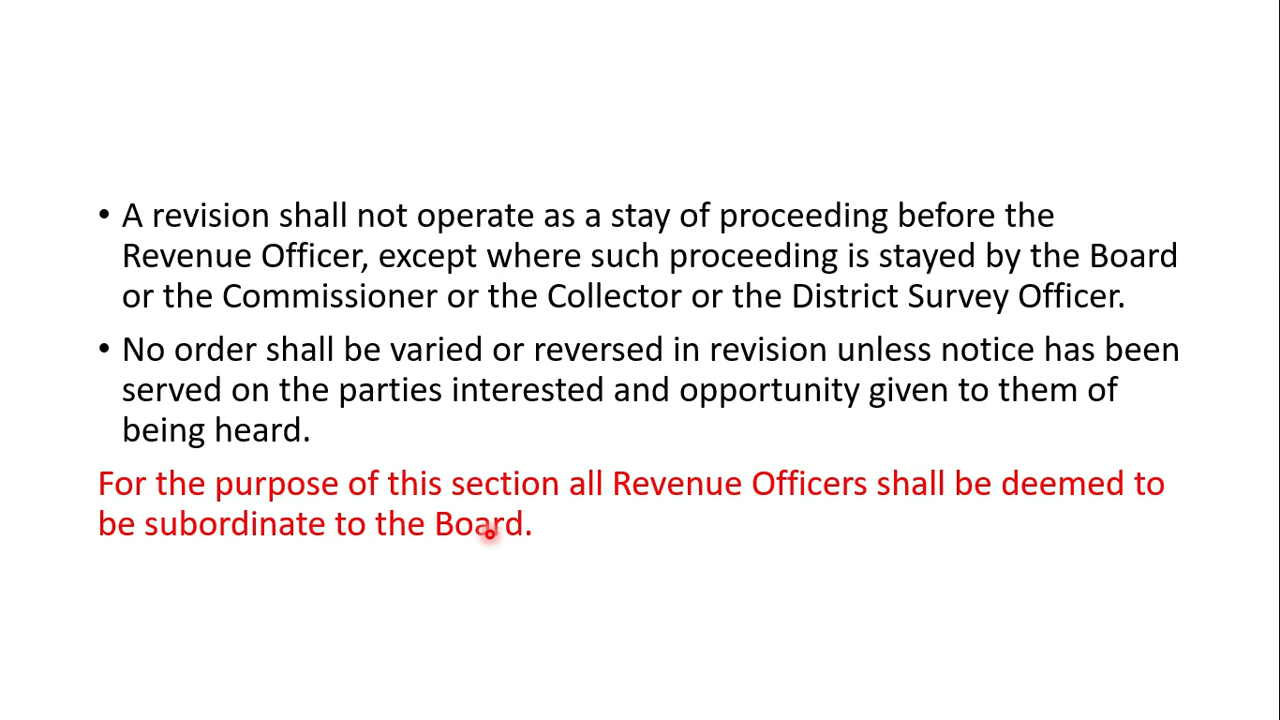 • A revision shall not operate as a stay of proceeding before the
Revenue Officer, except where such proceeding is stayed by the Board
or the Commissioner or the Collector or the District Survey Officer.
• No order shall be varied or reversed in revision unless notice has been
served on the parties interested and opportunity given to them of
being heard.
For the purpose of this section all Revenue Officers shall be deemed to
be subordinate to the Board.